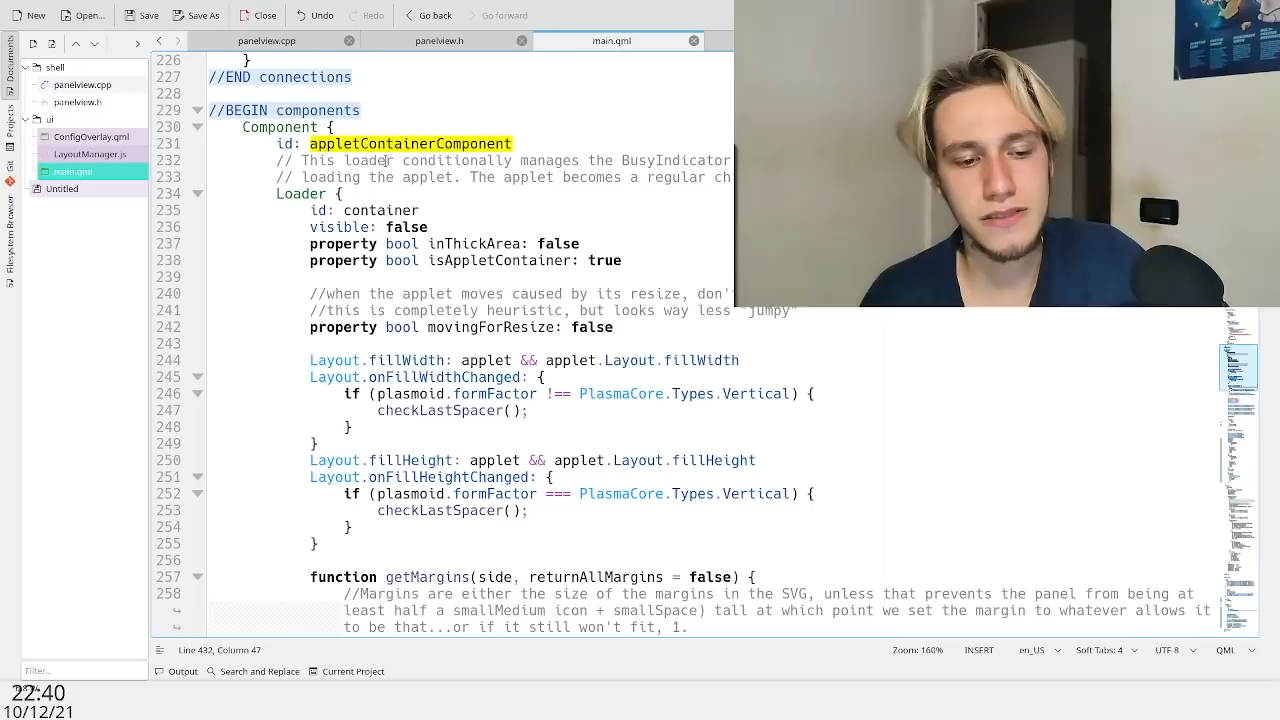 New
Open...
Save
Save As
Close
Undo
Redo
Go back
Go forward
panelview.cpp
panelview.h
main.qml
Documents
Project
Git
Filesystem Browser
shell
panelview.cpp
panelview.h
ui
ConfigOverlay.qml
LayoutManager.js
main.qml
Untitled
226 }
227 //END connections
228
229 //BEGIN components
230 Component {
231 id: appletContainerComponent
232 // This loader conditionally manages the BusyIndicator
233 // loading the applet. The applet becomes a regular ch
234 Loader {
235 id: container
236 visible: false
237 property bool inThickArea: false
238 property bool isAppletContainer: true
239
240 //when the applet moves caused by its resize, don'
241 //this is completely heuristic, but looks way less "jumpy"
242 property bool movingForResize: false
243
244 Layout.fillWidth: applet && applet.Layout.fillWidth
245 Layout.onFillWidthChanged: {
246 if (plasmoid.formFactor !== PlasmaCore.Types.Vertical) {
247 checkLastSpacer();
248 }
249 }
250 Layout.fillHeight: applet && applet.Layout.fillHeight
251 Layout.onFillHeightChanged: {
252 if (plasmoid.formFactor === PlasmaCore.Types.Vertical) {
253 checkLastSpacer();
254 }
255 }
256
257 function getMargins(side, returnAllMargins = false) {
258 //Margins are either the size of the margins in the SVG, unless that prevents the panel from being at
least half a smallMedium icon + smallSpace) tall at which point we set the margin to whatever allows it
to be that...or if it still won't fit, 1.
Line 432, Column 47
Zoom: 160%
INSERT
en_US
Soft Tabs: 4
UTF-8
QML
Filter...
Output
Search and Replace
Current Project
22:40
10/12/21